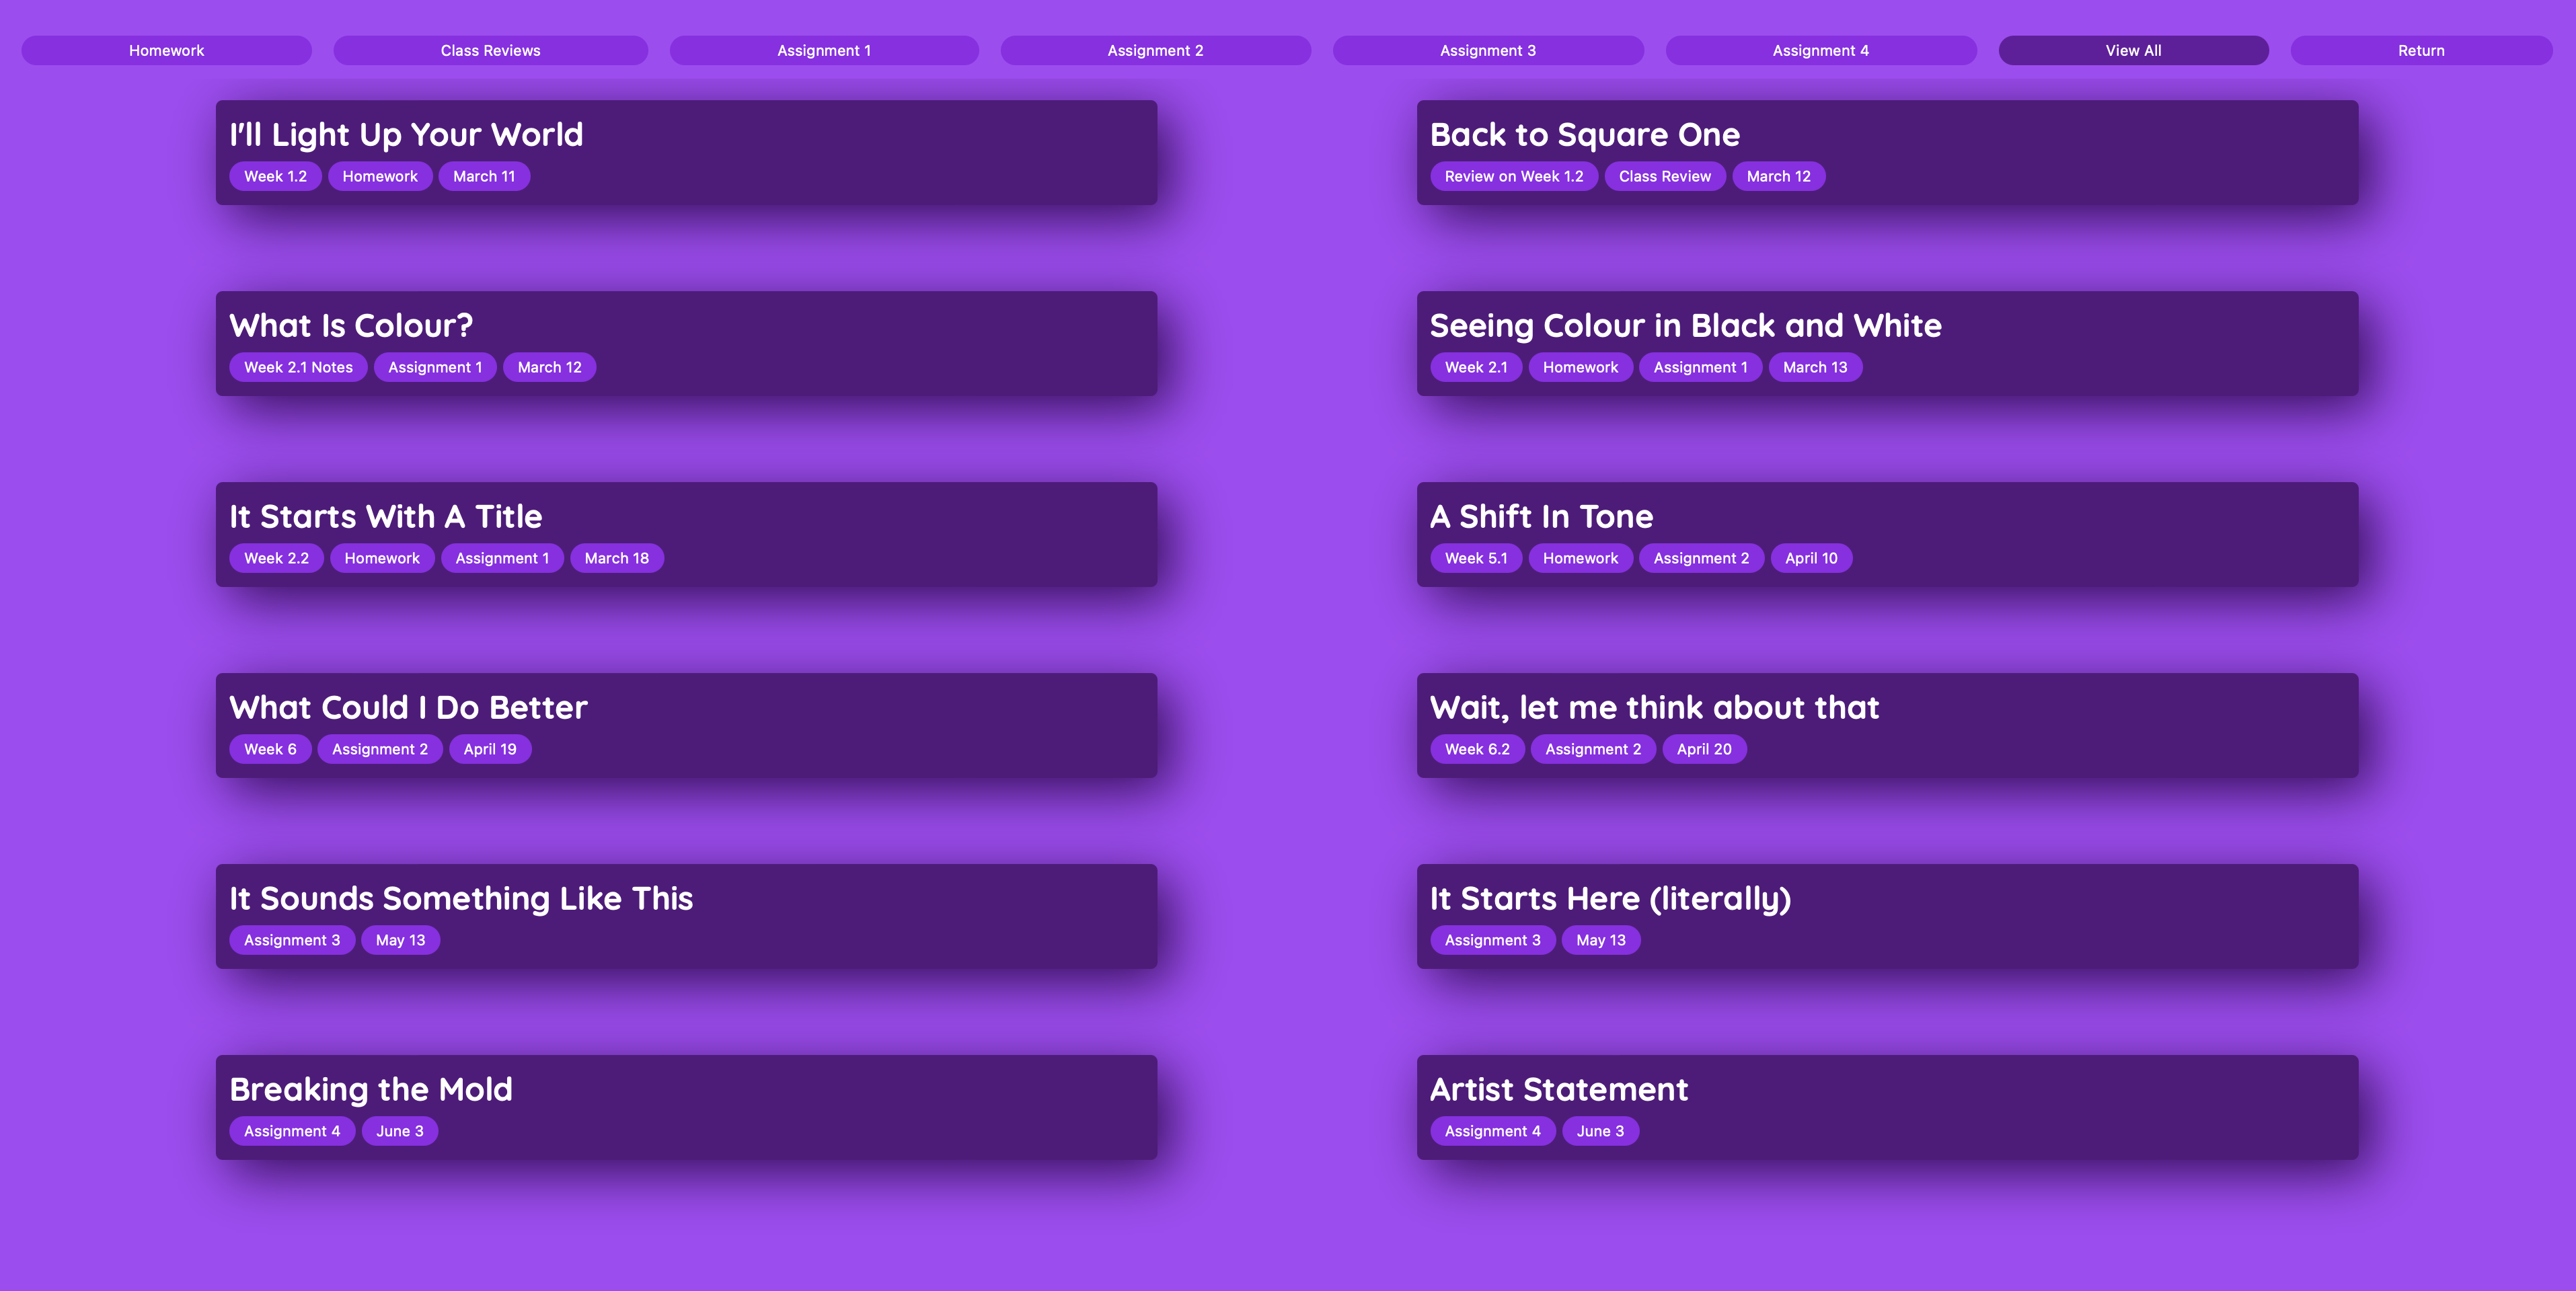 Homework Class Reviews Assignment 1 Assignment 2 Assignment 3 Assignment 4 View All Return
I'll Light Up Your World
Week 1.2 Homework March 11
Back to Square One
Review on Week 1.2 Class Review March 12
What Is Colour?
Week 2.1 Notes Assignment 1 March 12
Seeing Colour in Black and White
Week 2.1 Homework Assignment 1 March 13
It Starts With A Title
Week 2.2 Homework Assignment 1 March 18
A Shift In Tone
Week 5.1 Homework Assignment 2 April 10
What Could I Do Better
Week 6 Assignment 2 April 19
Wait, let me think about that
Week 6.2 Assignment 2 April 20
It Sounds Something Like This
Assignment 3 May 13
It Starts Here (literally)
Assignment 3 May 13
Breaking the Mold
Assignment 4 June 3
Artist Statement
Assignment 4 June 3